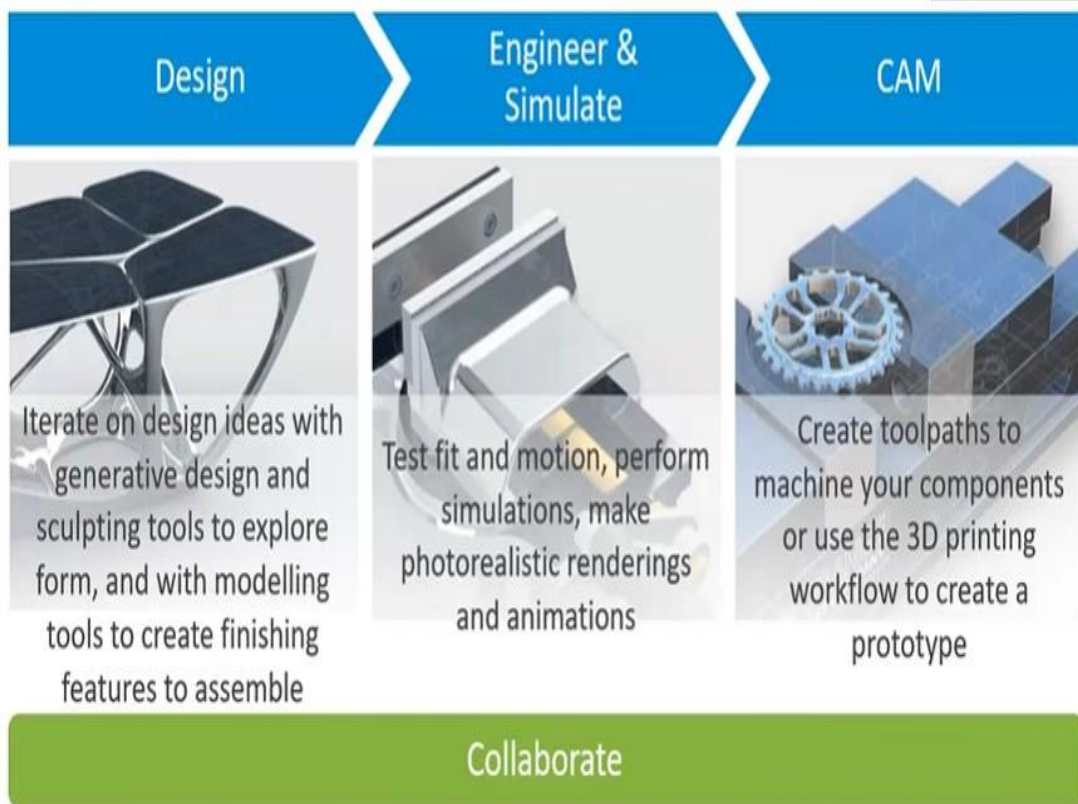 Design
Engineer &
Simulate
CAM
Iterate on design ideas with
generative design and
sculpting tools to explore
form, and with modelling
tools to create finishing
features to assemble
Test fit and motion, perform
simulations, make
photorealistic renderings
and animations
Create toolpaths to
machine your components
or use the 3D printing
workflow to create a
prototype
Collaborate